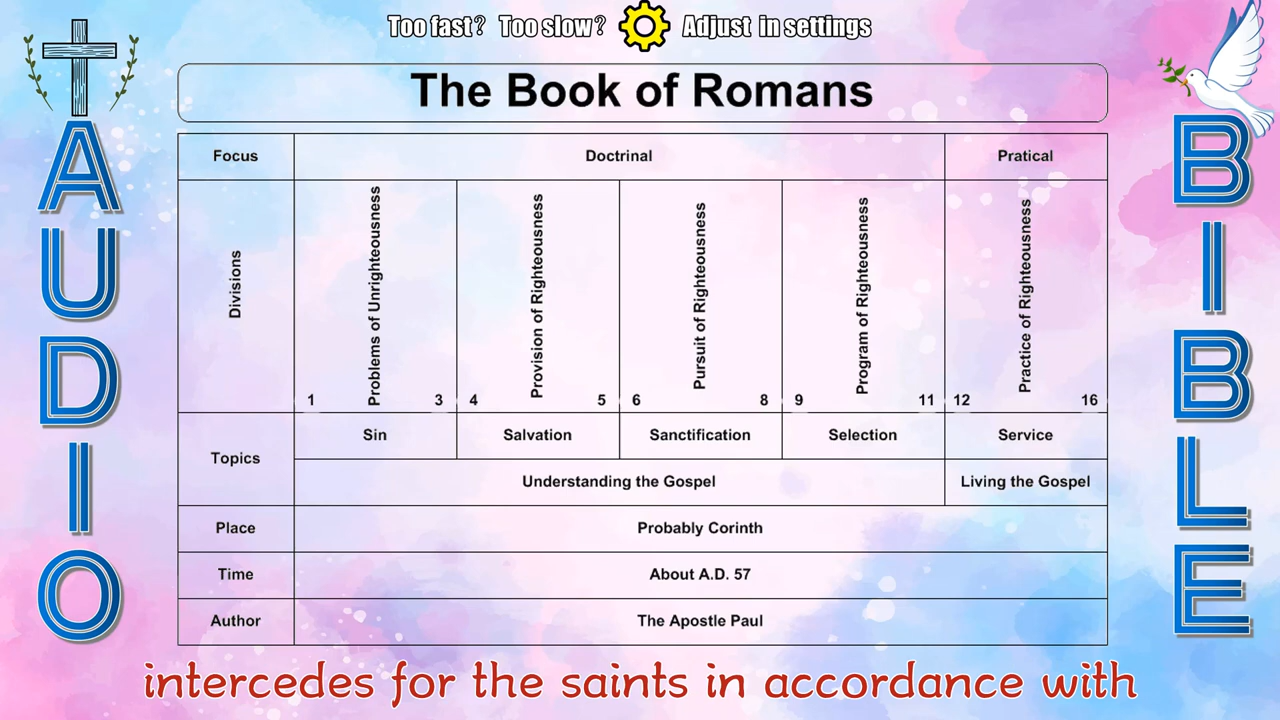 Too fast? Too slow? Adjust in settings
The Book of Romans
Focus Doctrinal Pratical
Divisions
Problems of Unrighteousness
Provision of Righteousness
Pursuit of Righteousness
Program of Righteousness
Practice of Righteousness
1 3 4 5 6 8 9 11 12 16
Topics
Sin Salvation Sanctification Selection Service
Understanding the Gospel Living the Gospel
Place Probably Corinth
Time About A.D. 57
Author The Apostle Paul
AUDIO
BIBLE
intercedes for the saints in accordance with